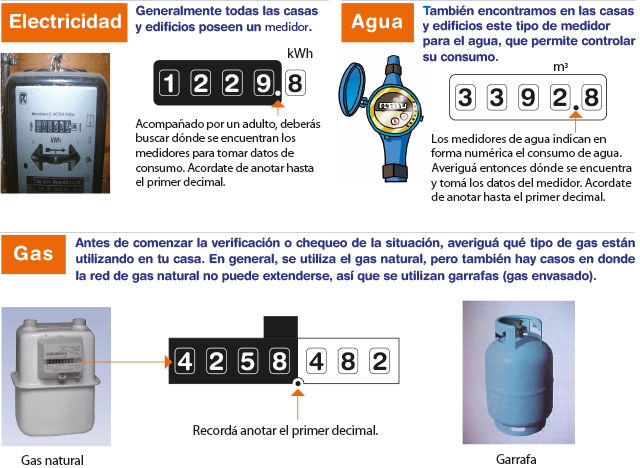 Electricidad
Generalmente todas las casas
y edificios poseen un medidor.
kWh
1 2 2 9.8
Acompañado por un adulto, deberás
buscar dónde se encuentran los
medidores para tomar datos de
consumo. Acordate de anotar hasta
el primer decimal.
Agua
También encontramos en las casas
y edificios este tipo de medidor
para el agua, que permite controlar
su consumo.
m³
3 3 9 2.8
Los medidores de agua indican en
forma numérica el consumo de agua.
Averiguá entonces dónde se encuentra
y tomá los datos del medidor. Acordate
de anotar hasta el primer decimal.
Gas
Antes de comenzar la verificación o chequeo de la situación, averiguá qué tipo de gas están
utilizando en tu casa. En general, se utiliza el gas natural, pero también hay casos en donde
la red de gas natural no puede extenderse, así que se utilizan garrafas (gas envasado).
4 2 5 8 4 8 2
Recordá anotar el primer decimal.
Gas natural
Garrafa